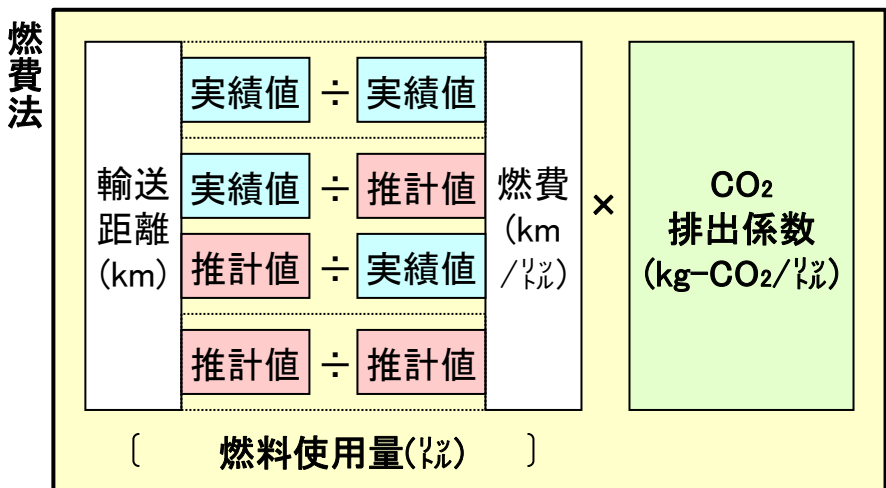 燃費法
輸送
距離
(km)
実績値 ÷ 実績値
実績値 ÷ 推計値
推計値 ÷ 実績値
推計値 ÷ 推計値
燃費
(km
/㍑)
×
CO₂
排出係数
(kg-CO₂/㍑)
〔 燃料使用量(㍑) 〕